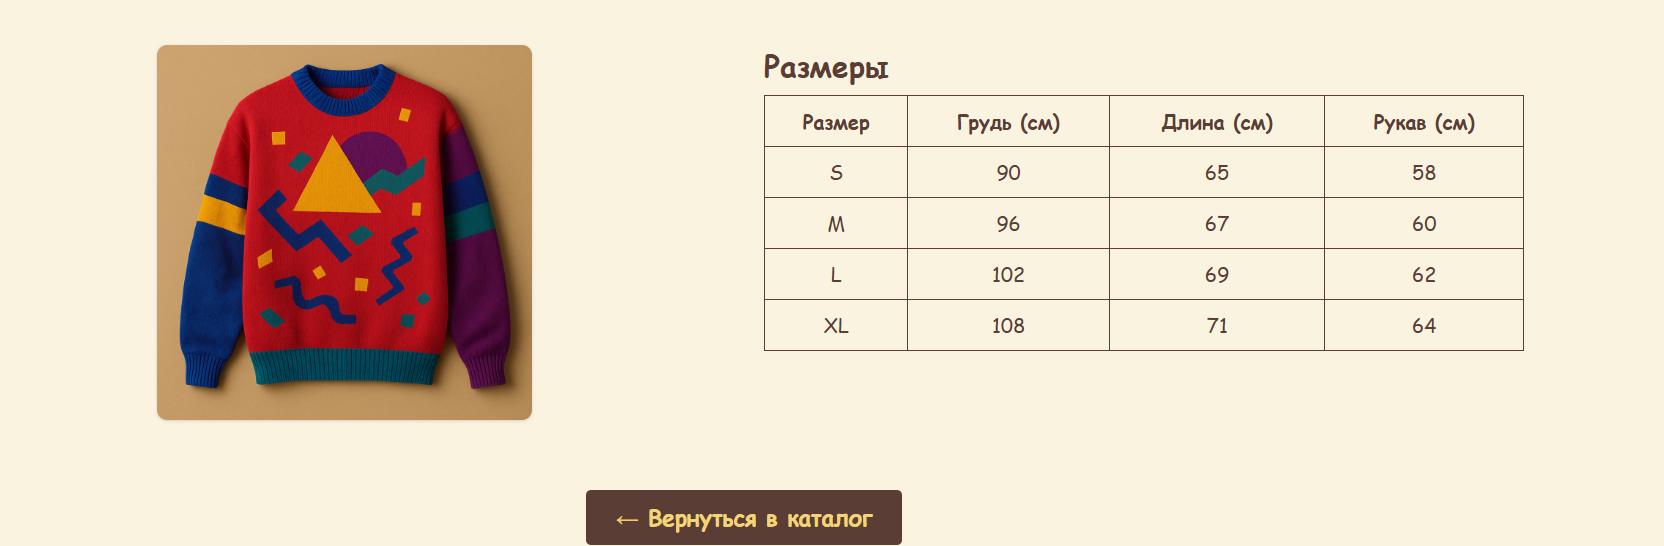 Размеры
Размер Грудь (см) Длина (см) Рукав (см)
S 90 65 58
M 96 67 60
L 102 69 62
XL 108 71 64
← Вернуться в каталог